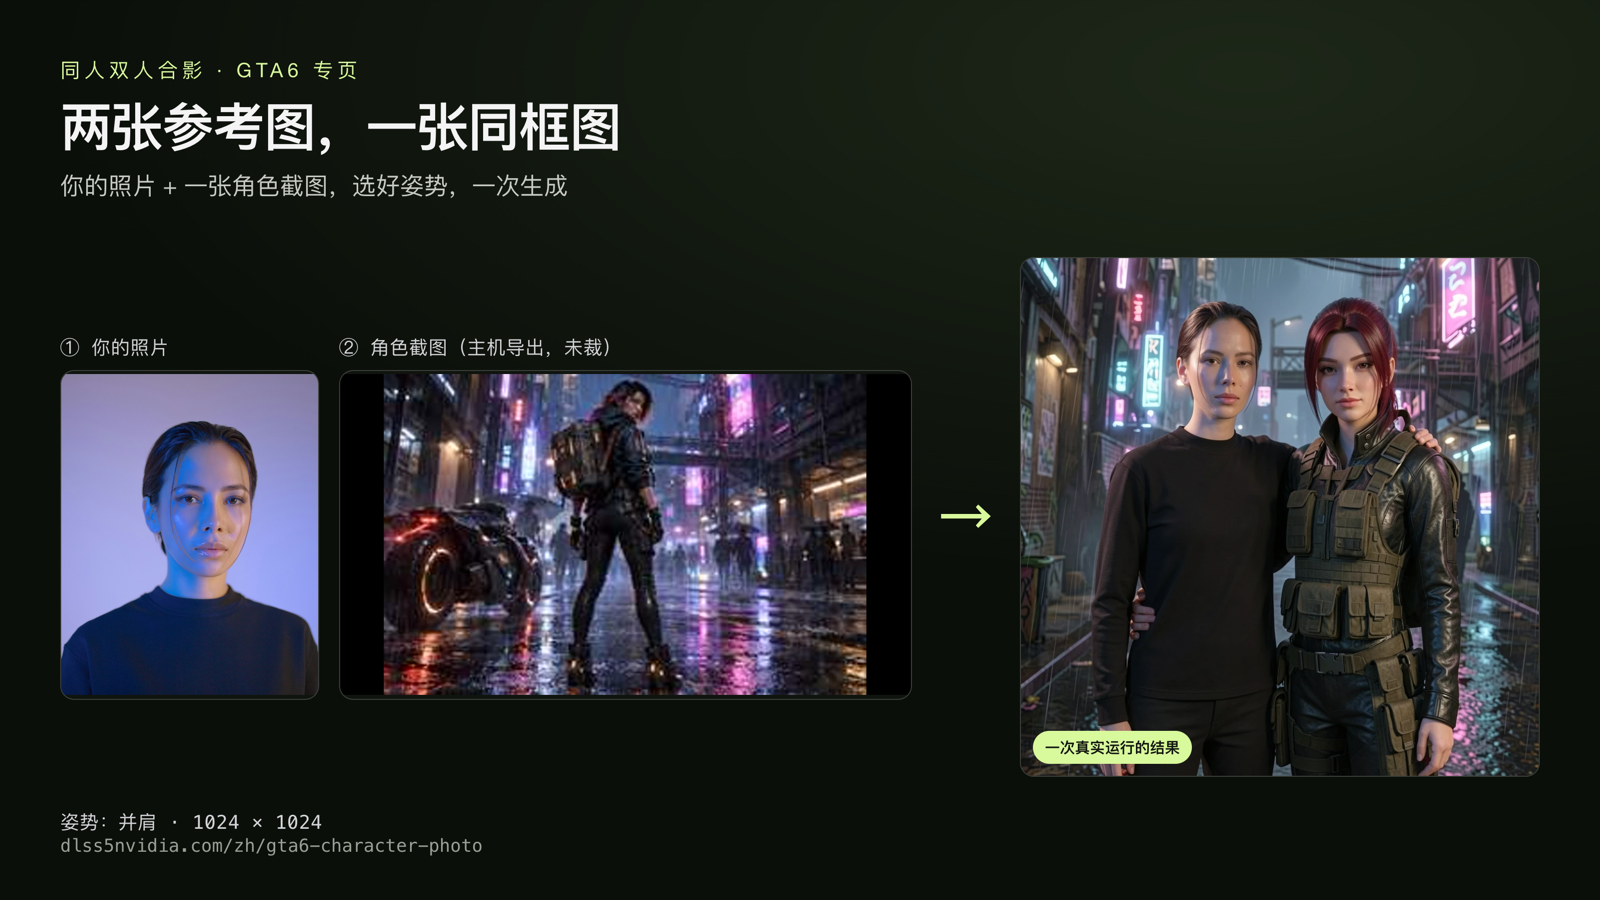 同人双人合影 · GTA6 专页
两张参考图，一张同框图
你的照片 + 一张角色截图，选好姿势，一次生成
① 你的照片
② 角色截图（主机导出，未裁）
→
一次真实运行的结果
姿势：并肩 · 1024 × 1024
dlss5nvidia.com/zh/gta6-character-photo